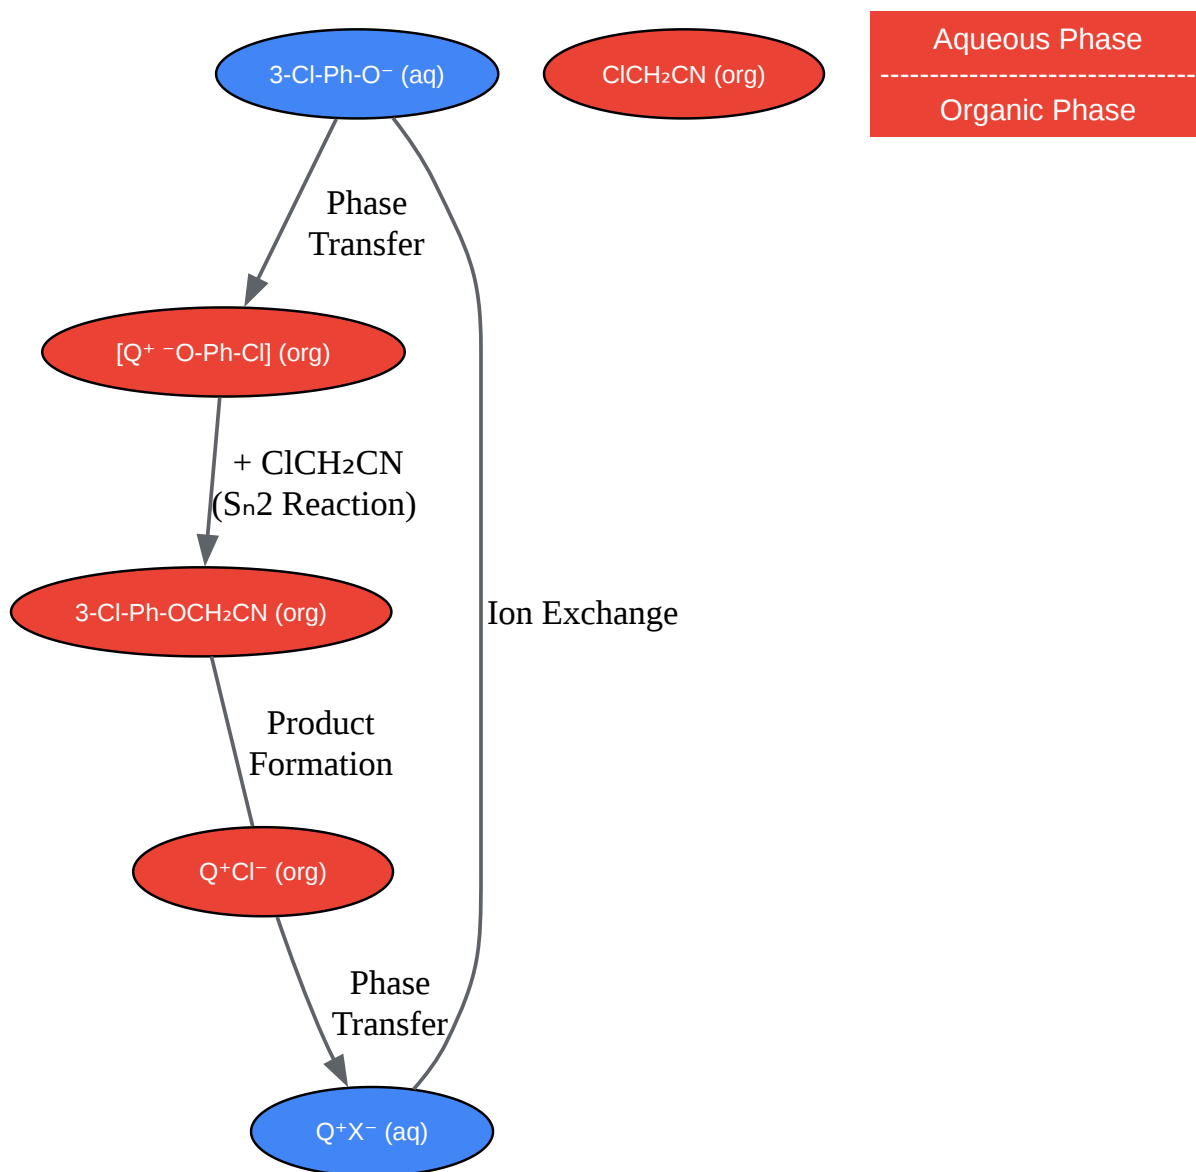 3-Cl-Ph-O⁻ (aq)
ClCH₂CN (org)
Aqueous Phase
--------------------------------
Organic Phase
Phase
Transfer
[Q⁺ ⁻O-Ph-Cl] (org)
+ ClCH₂CN
(Sₙ2 Reaction)
3-Cl-Ph-OCH₂CN (org)
Ion Exchange
Product
Formation
Q⁺Cl⁻ (org)
Phase
Transfer
Q⁺X⁻ (aq)